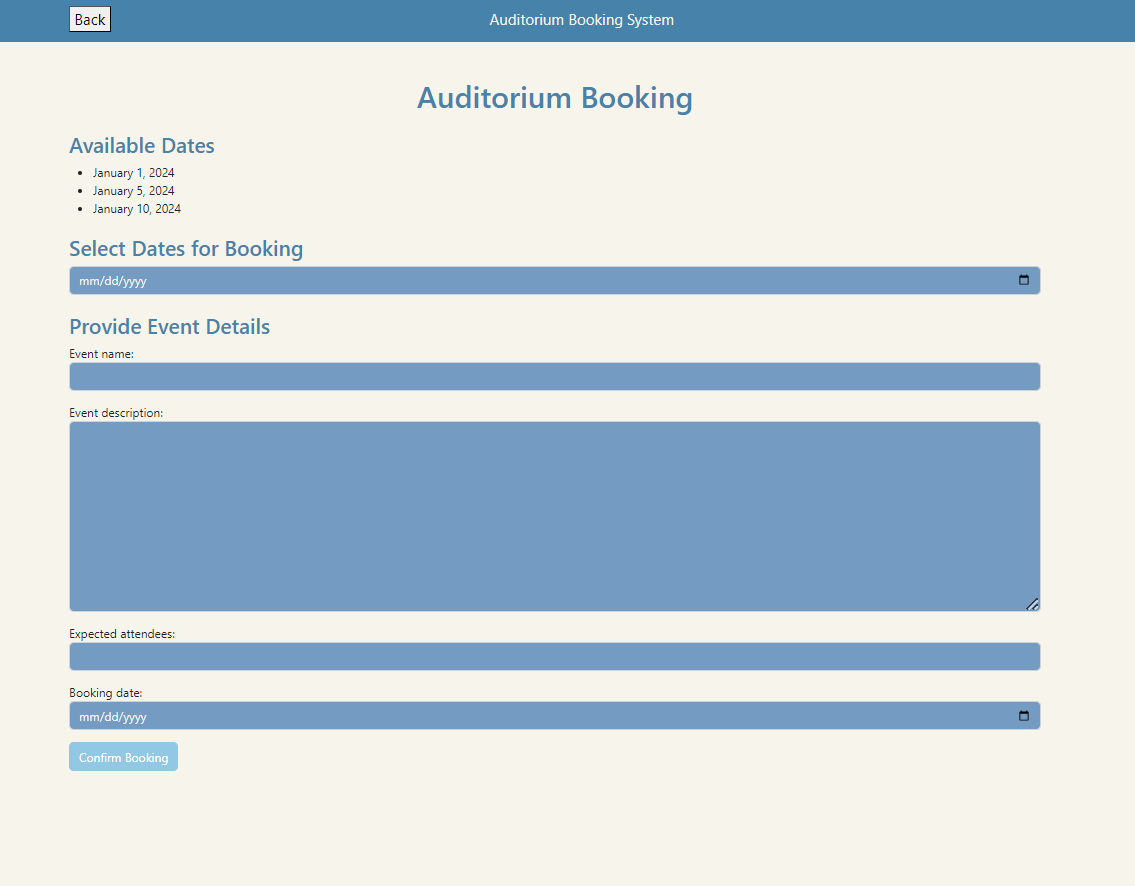 Back
Auditorium Booking System
Auditorium Booking
Available Dates
January 1, 2024
January 5, 2024
January 10, 2024
Select Dates for Booking
mm/dd/yyyy
Provide Event Details
Event name:
Event description:
Expected attendees:
Booking date:
mm/dd/yyyy
Confirm Booking